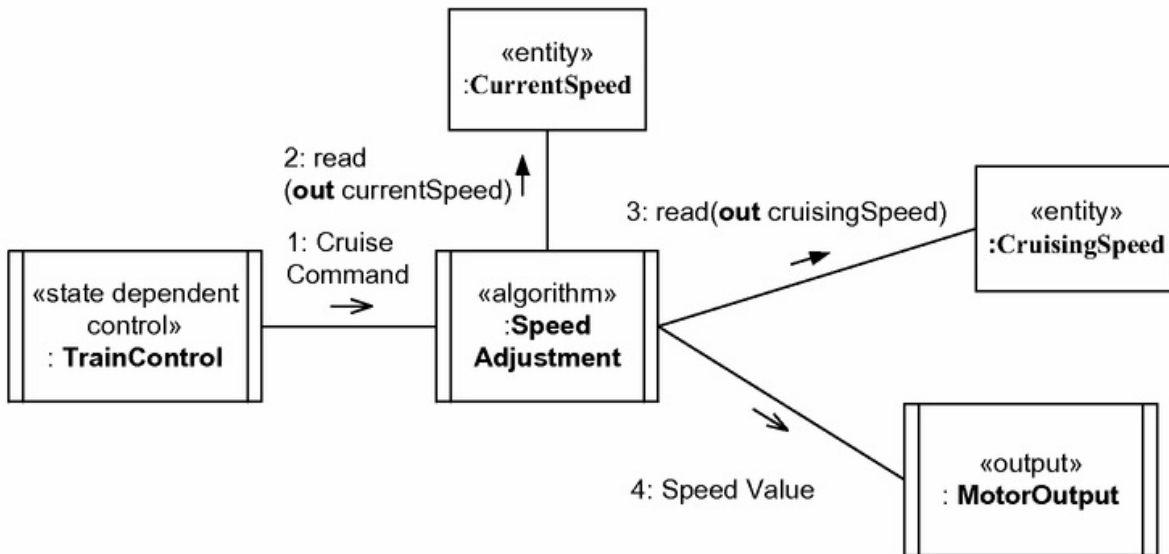 «entity»
:CurrentSpeed
2: read
(out currentSpeed)
3: read(out cruisingSpeed)
«entity»
:CruisingSpeed
1: Cruise
Command
«state dependent
control»
: TrainControl
«algorithm»
:Speed
Adjustment
4: Speed Value
«output»
: MotorOutput